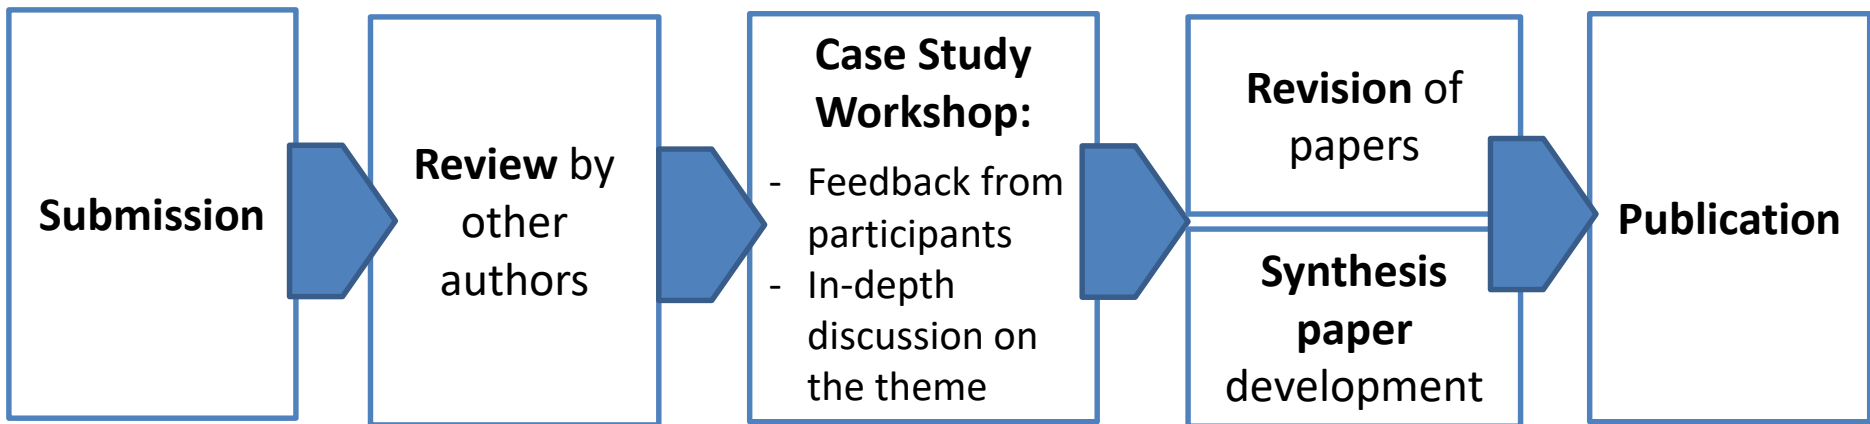 Submission
Review by
other
authors
Case Study
Workshop:
- Feedback from
participants
- In-depth
discussion on
the theme
Revision of
papers
Synthesis
paper
development
Publication